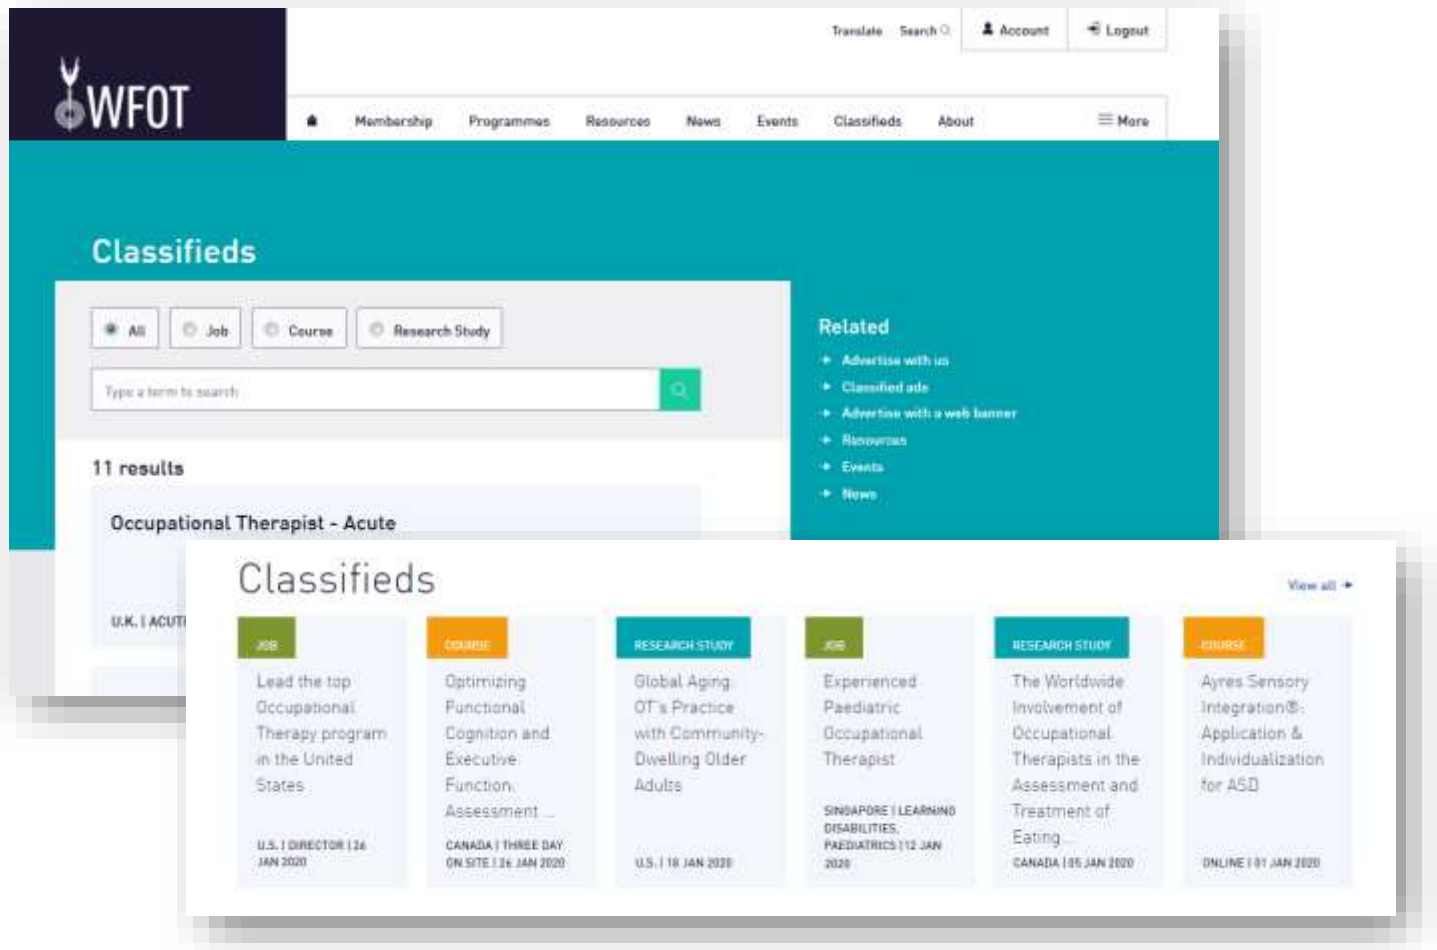 Translate Search Account Logout
WFOT
Membership Programmes Resources News Events Classifieds About More
Classifieds
All Job Course Research Study
Type a term to search
11 results
Occupational Therapist - Acute
U.K. |
Related
Advertise with us
Classified ads
Advertise with a web banner
Resources
Events
News
Classifieds
View all
JOB
Lead the top
Occupational
Therapy program
in the United
States
U.S. | DIRECTOR | 26
JAN 2020
COURSE
Optimizing
Functional
Cognition and
Executive
Function:
Assessment ...
CANADA | THREE DAY
ON SITE | 26 JAN 2020
RESEARCH STUDY
Global Aging:
OT's Practice
with Community-
Dwelling Older
Adults
U.S. | 18 JAN 2020
JOB
Experienced
Paediatric
Occupational
Therapist
SINGAPORE | LEARNING
DISABILITIES,
PAEDIATRICS | 12 JAN
2020
RESEARCH STUDY
The Worldwide
Involvement of
Occupational
Therapists in the
Assessment and
Treatment of
Eating ...
CANADA | 05 JAN 2020
COURSE
Ayres Sensory
Integration®:
Application &
Individualization
for ASD
ONLINE | 01 JAN 2020